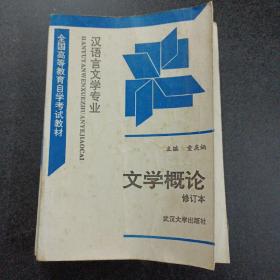 全国高等教育自学考试教材
汉语言文学专业
HANYUYANWENXUEZHUANYEJIAOCAI
主编·童庆炳
文学概论
修订本
武汉大学出版社